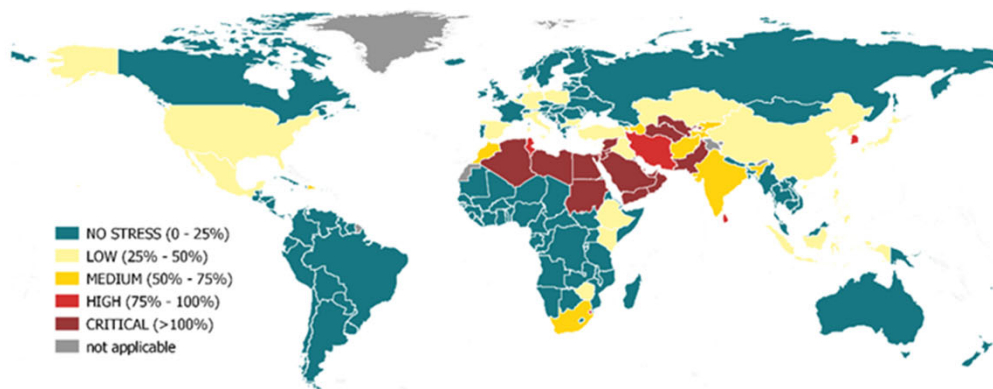 NO STRESS (0 - 25%)
LOW (25% - 50%)
MEDIUM (50% - 75%)
HIGH (75% - 100%)
CRITICAL (>100%)
not applicable